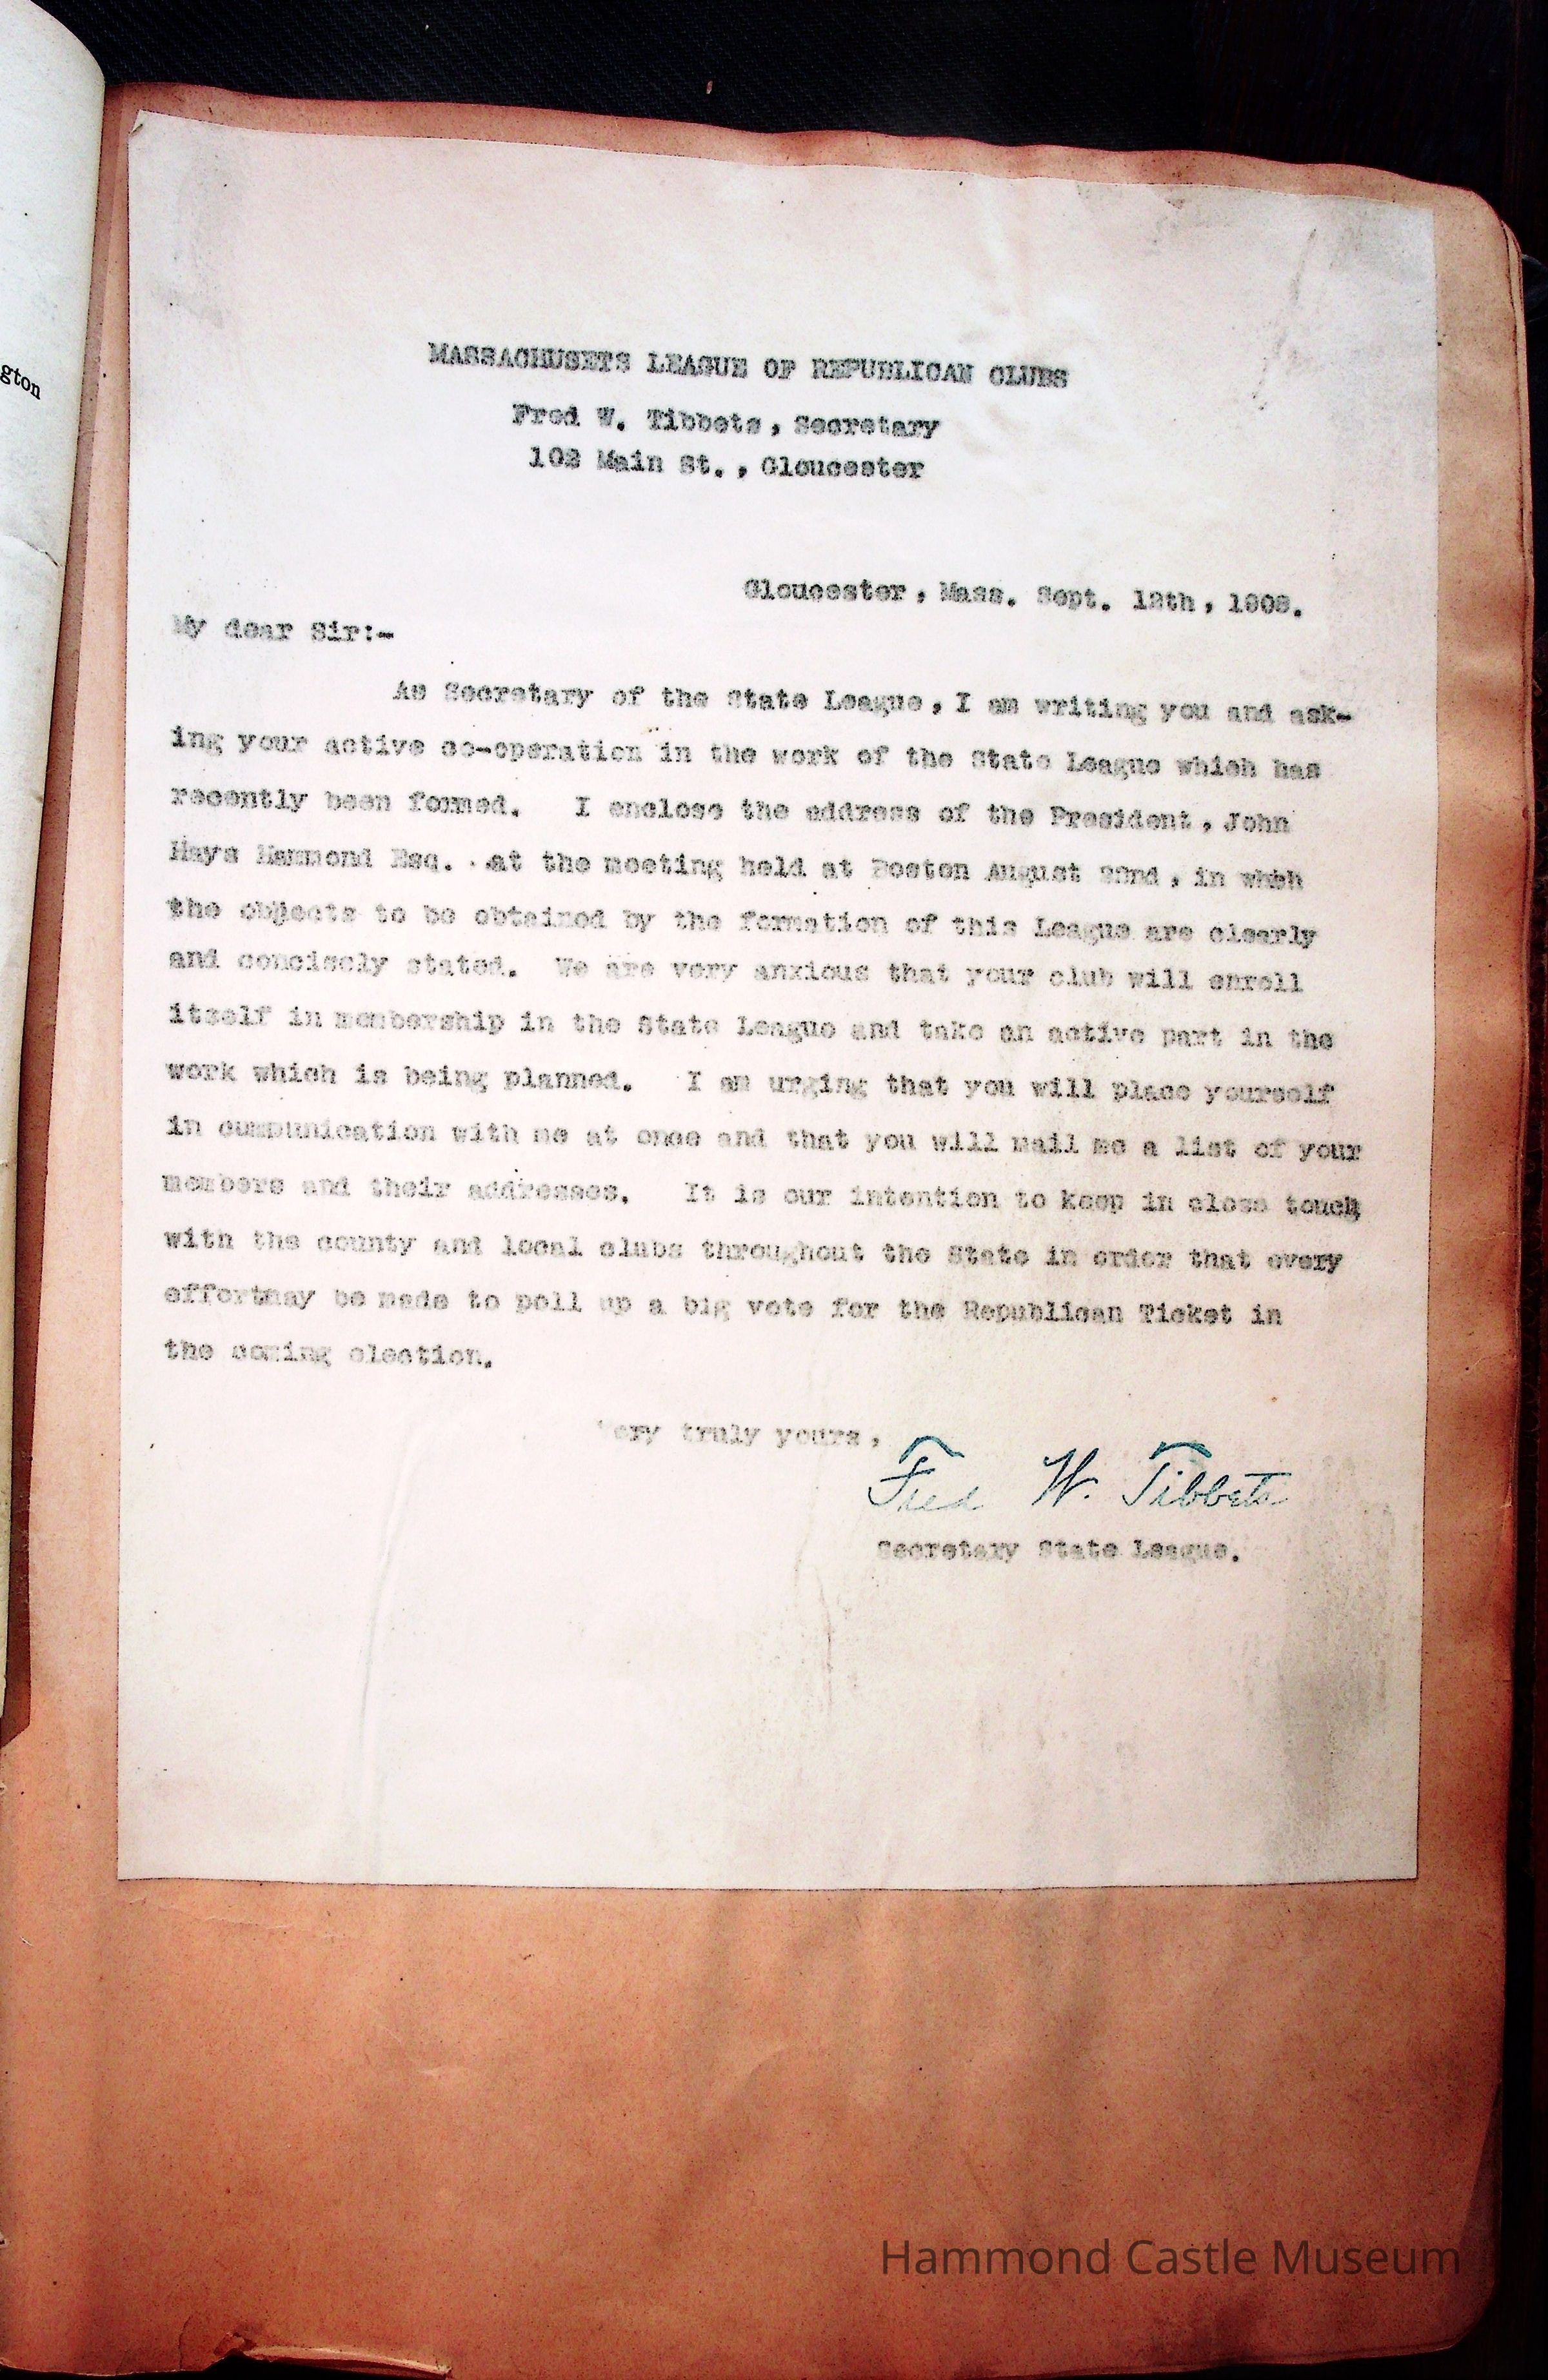 gton
MASSACHUSETS LEAGUE OF REPUBLICAN CLUBS
Fred W. Tibbets, Secretary
102 Main St., Gloucester
Gloucester, Mass. Sept. 12th, 1908.
My dear Sir:-
As Secretary of the State League, I am writing you and ask-
ing your active co-operation in the work of the State League which has
recently been formed. I enclose the address of the President, John
Hays Hammond Esq. at the meeting held at Boston August 22nd, in
the objects to be obtained by the formation of this League are clearly
and concisely stated. We are very anxious that your club will enroll
itself in membership in the State League and take an active part in the
work which is being planned. I am urging that you will place yourself
in communication with me at once and that you will mail me a list of your
members and their addresses. It is our intention to keep in close touch
with the county and local clubs throughout the State in order that every
effortmay be made to poll up a big vote for the Republican Ticket in
the coming election.
Very truly yours,
Fred W. Tibbets
Secretary State League.
Hammond Castle Museum